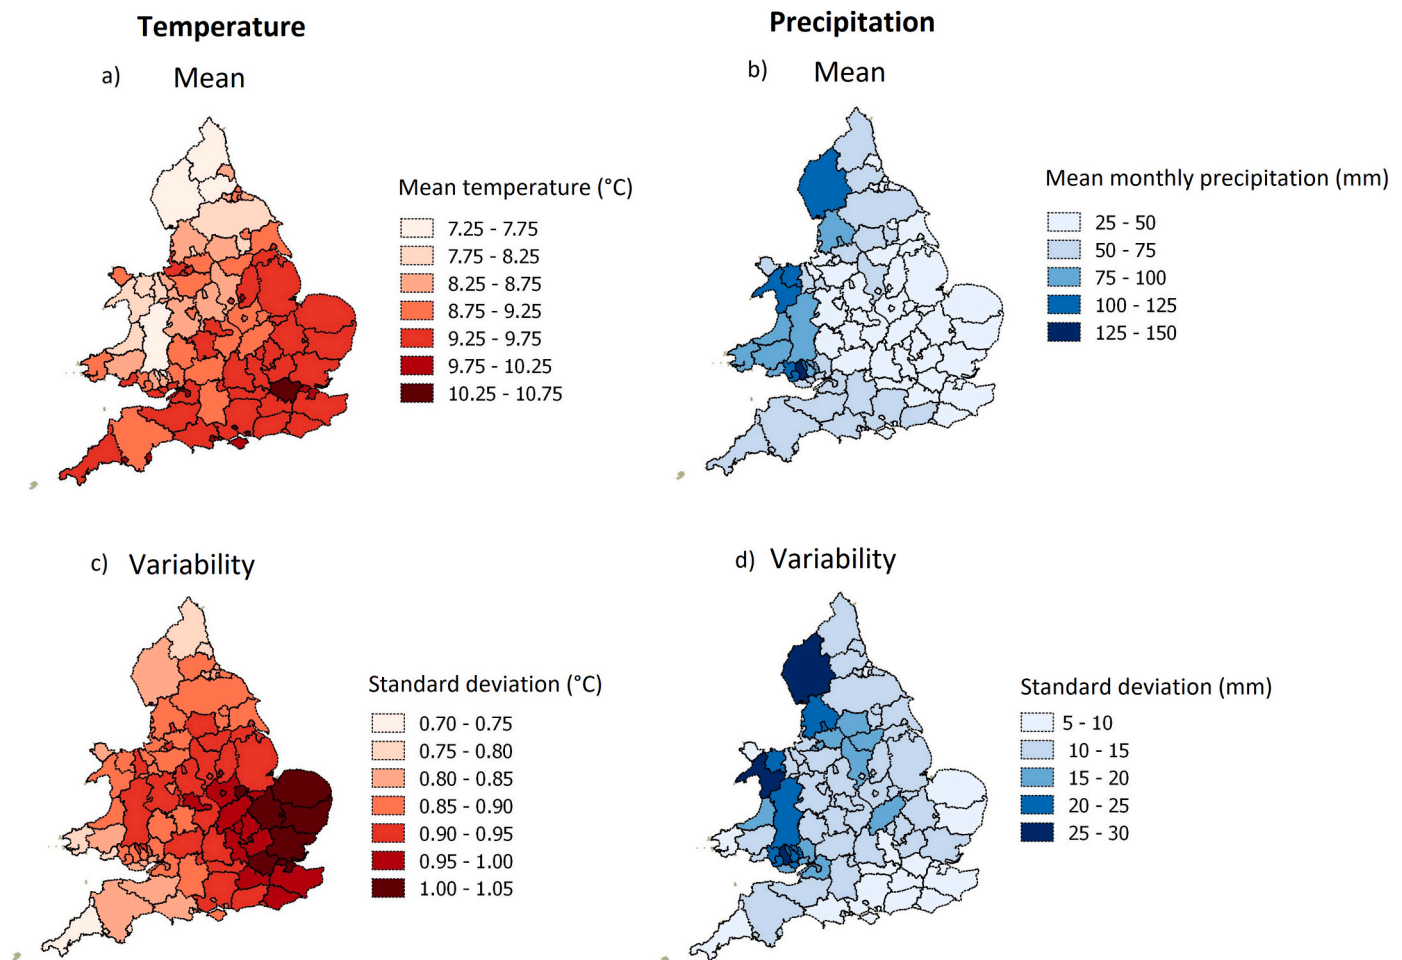 Temperature
Precipitation
a) Mean
b) Mean
Mean temperature (°C)
7.25 - 7.75
7.75 - 8.25
8.25 - 8.75
8.75 - 9.25
9.25 - 9.75
9.75 - 10.25
10.25 - 10.75
Mean monthly precipitation (mm)
25 - 50
50 - 75
75 - 100
100 - 125
125 - 150
c) Variability
d) Variability
Standard deviation (°C)
0.70 - 0.75
0.75 - 0.80
0.80 - 0.85
0.85 - 0.90
0.90 - 0.95
0.95 - 1.00
1.00 - 1.05
Standard deviation (mm)
5 - 10
10 - 15
15 - 20
20 - 25
25 - 30